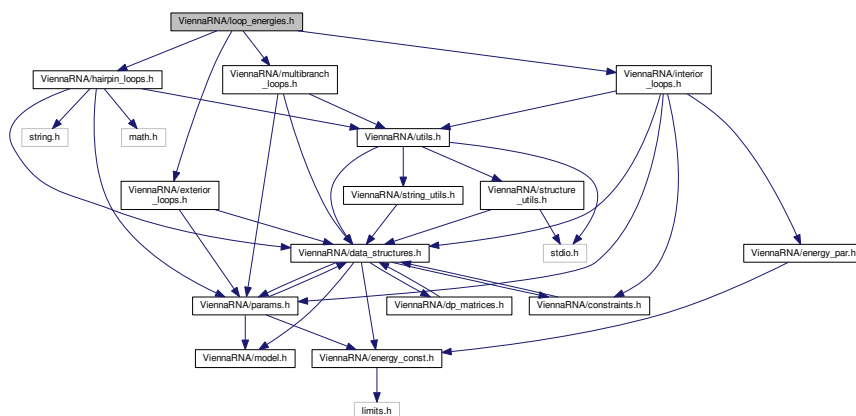 ViennaRNA/loop_energies.h
ViennaRNA/hairpin_loops.h
ViennaRNA/multibranch
_loops.h
ViennaRNA/interior
_loops.h
string.h
math.h
ViennaRNA/utils.h
ViennaRNA/exterior
_loops.h
ViennaRNA/string_utils.h
ViennaRNA/structure
_utils.h
ViennaRNA/data_structures.h
stdio.h
ViennaRNA/energy_par.h
ViennaRNA/params.h
ViennaRNA/dp_matrices.h
ViennaRNA/constraints.h
ViennaRNA/model.h
ViennaRNA/energy_const.h
limits.h